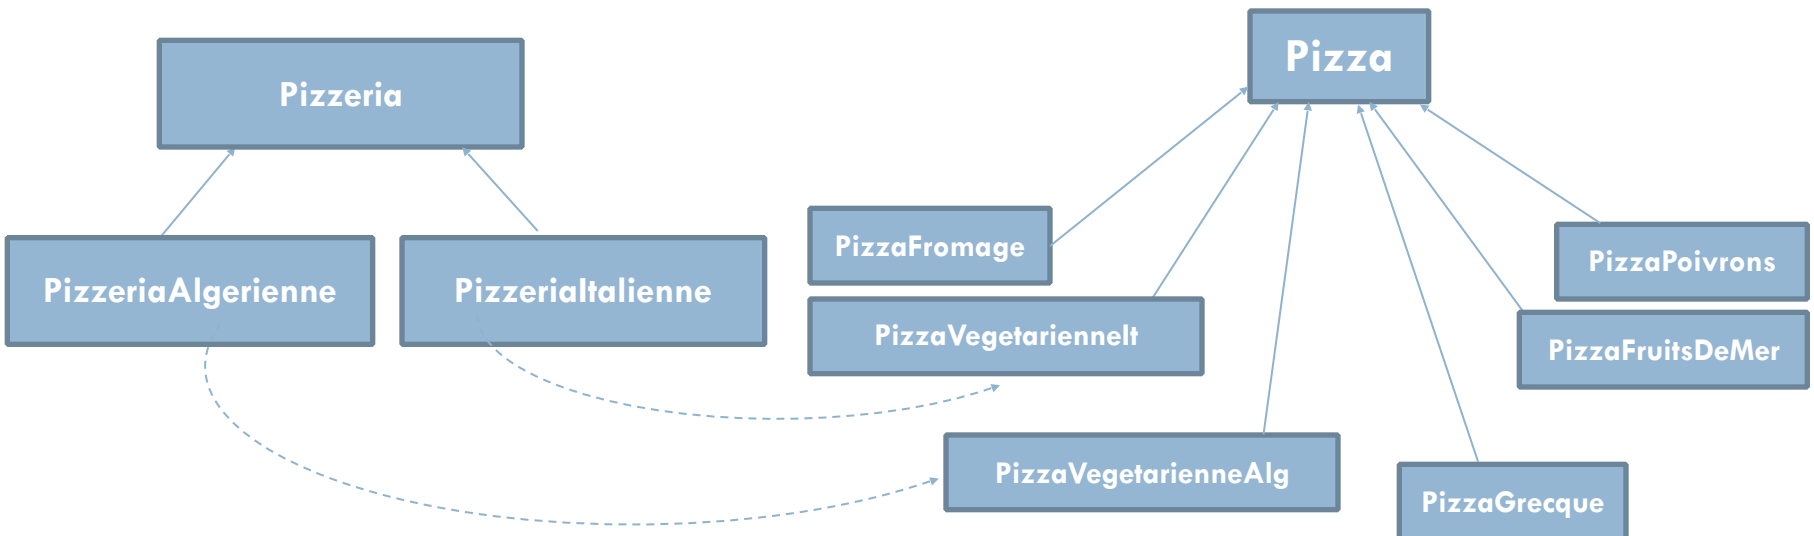 Pizzeria
PizzeriaAlgerienne
PizzeriaItalienne
Pizza
PizzaFromage
PizzaVegetarienneIt
PizzaVegetarienneAlg
PizzaPoivrons
PizzaFruitsDeMer
PizzaGrecque